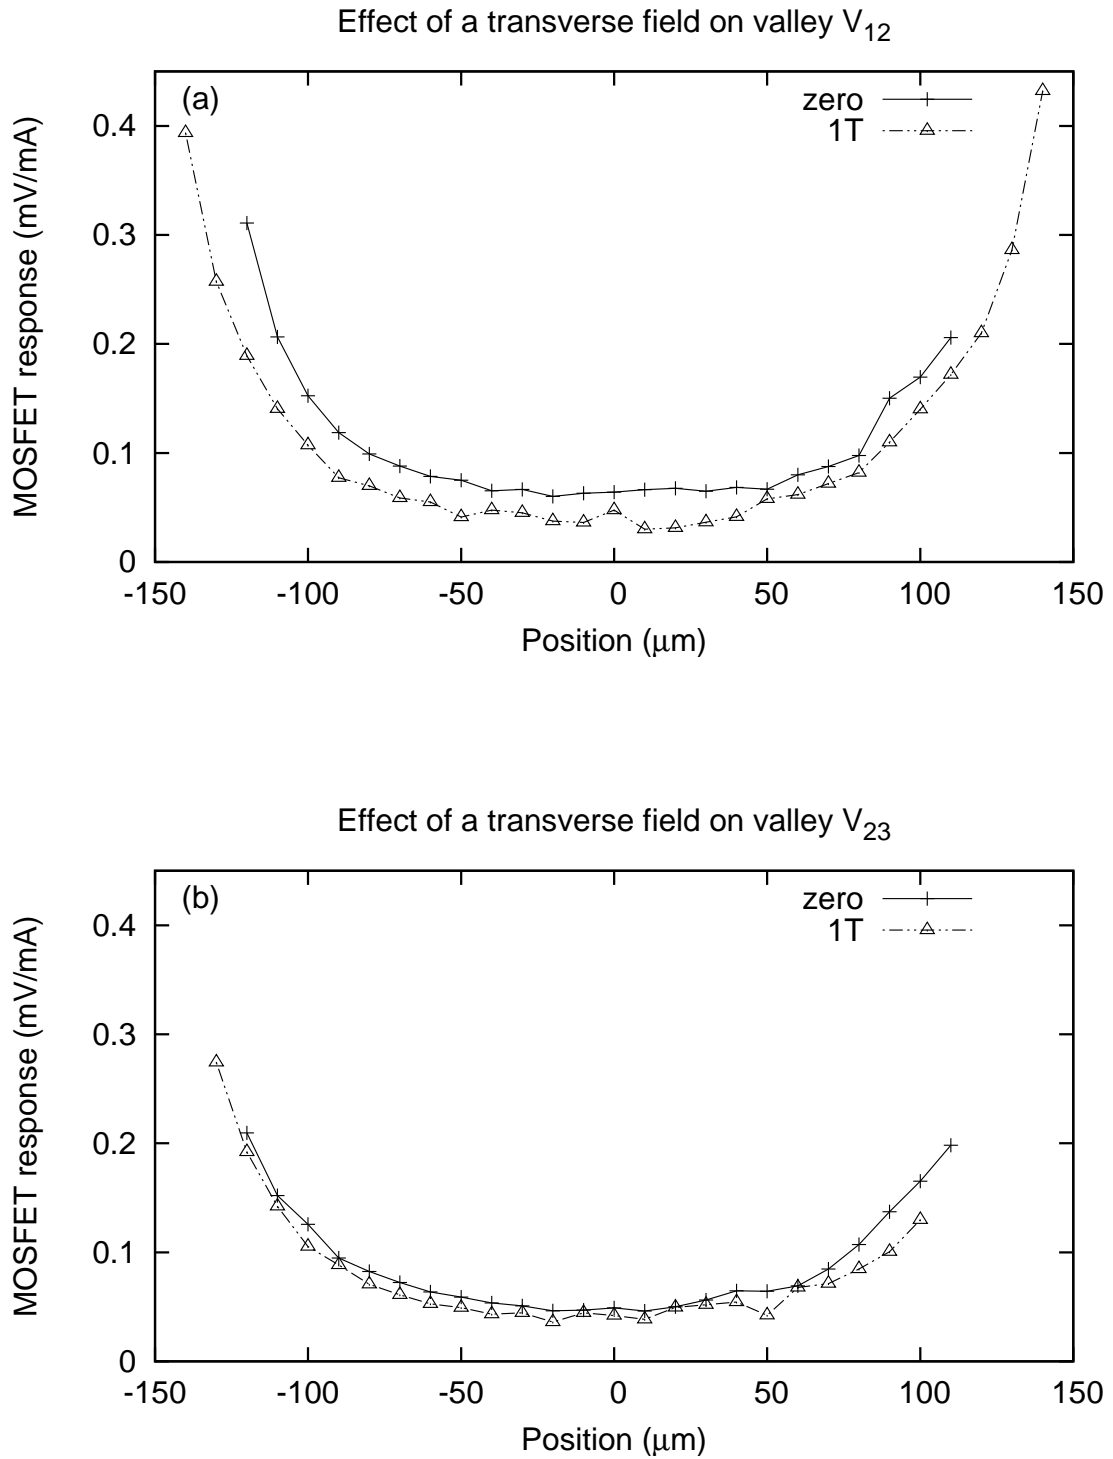 Effect of a transverse field on valley V12
(a)
zero
1T
MOSFET response (mV/mA)
0.4
0.3
0.2
0.1
0
-150 -100 -50 0 50 100 150
Position (μm)
Effect of a transverse field on valley V23
(b)
zero
1T
MOSFET response (mV/mA)
0.4
0.3
0.2
0.1
0
-150 -100 -50 0 50 100 150
Position (μm)